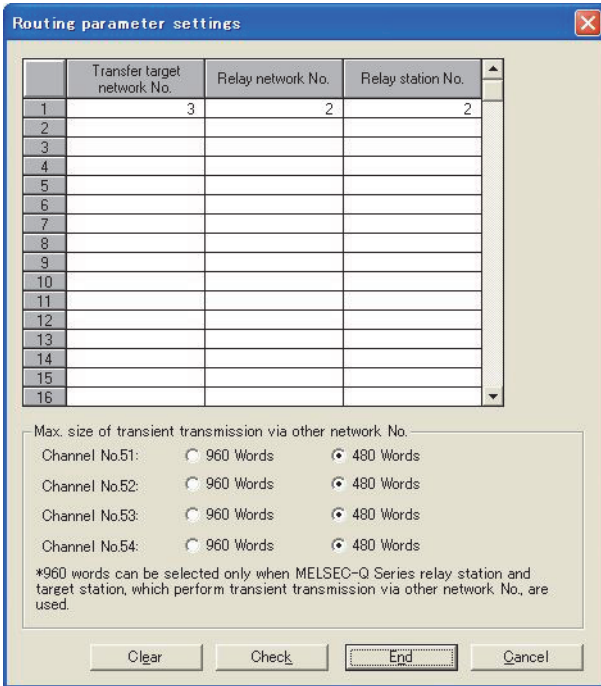 Routing parameter settings
Transfer target network No. Relay network No. Relay station No.
1 3 2 2
2
3
4
5
6
7
8
9
10
11
12
13
14
15
16
Max. size of transient transmission via other network No.
Channel No.51: 960 Words 480 Words
Channel No.52: 960 Words 480 Words
Channel No.53: 960 Words 480 Words
Channel No.54: 960 Words 480 Words
*960 words can be selected only when MELSEC-Q Series relay station and
target station, which perform transient transmission via other network No., are
used.
Clear Check End Cancel